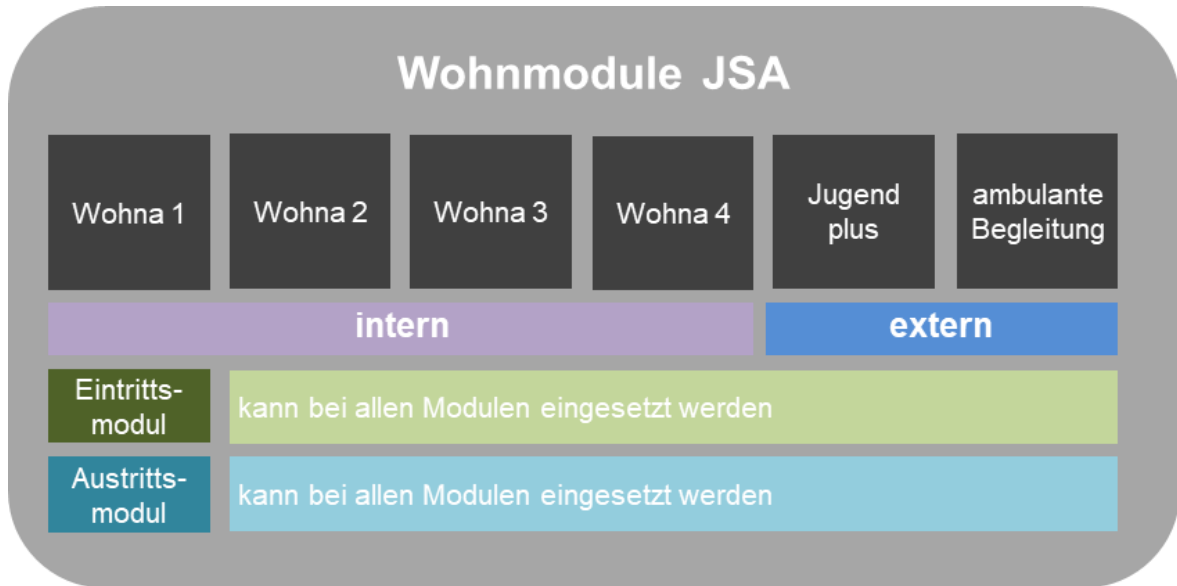 Wohnmodule JSA
Wohna 1
Wohna 2
Wohna 3
Wohna 4
Jugend
plus
ambulante
Begleitung
intern
extern
Eintritts-
modul
kann bei allen Modulen eingesetzt werden
Austritts-
modul
kann bei allen Modulen eingesetzt werden